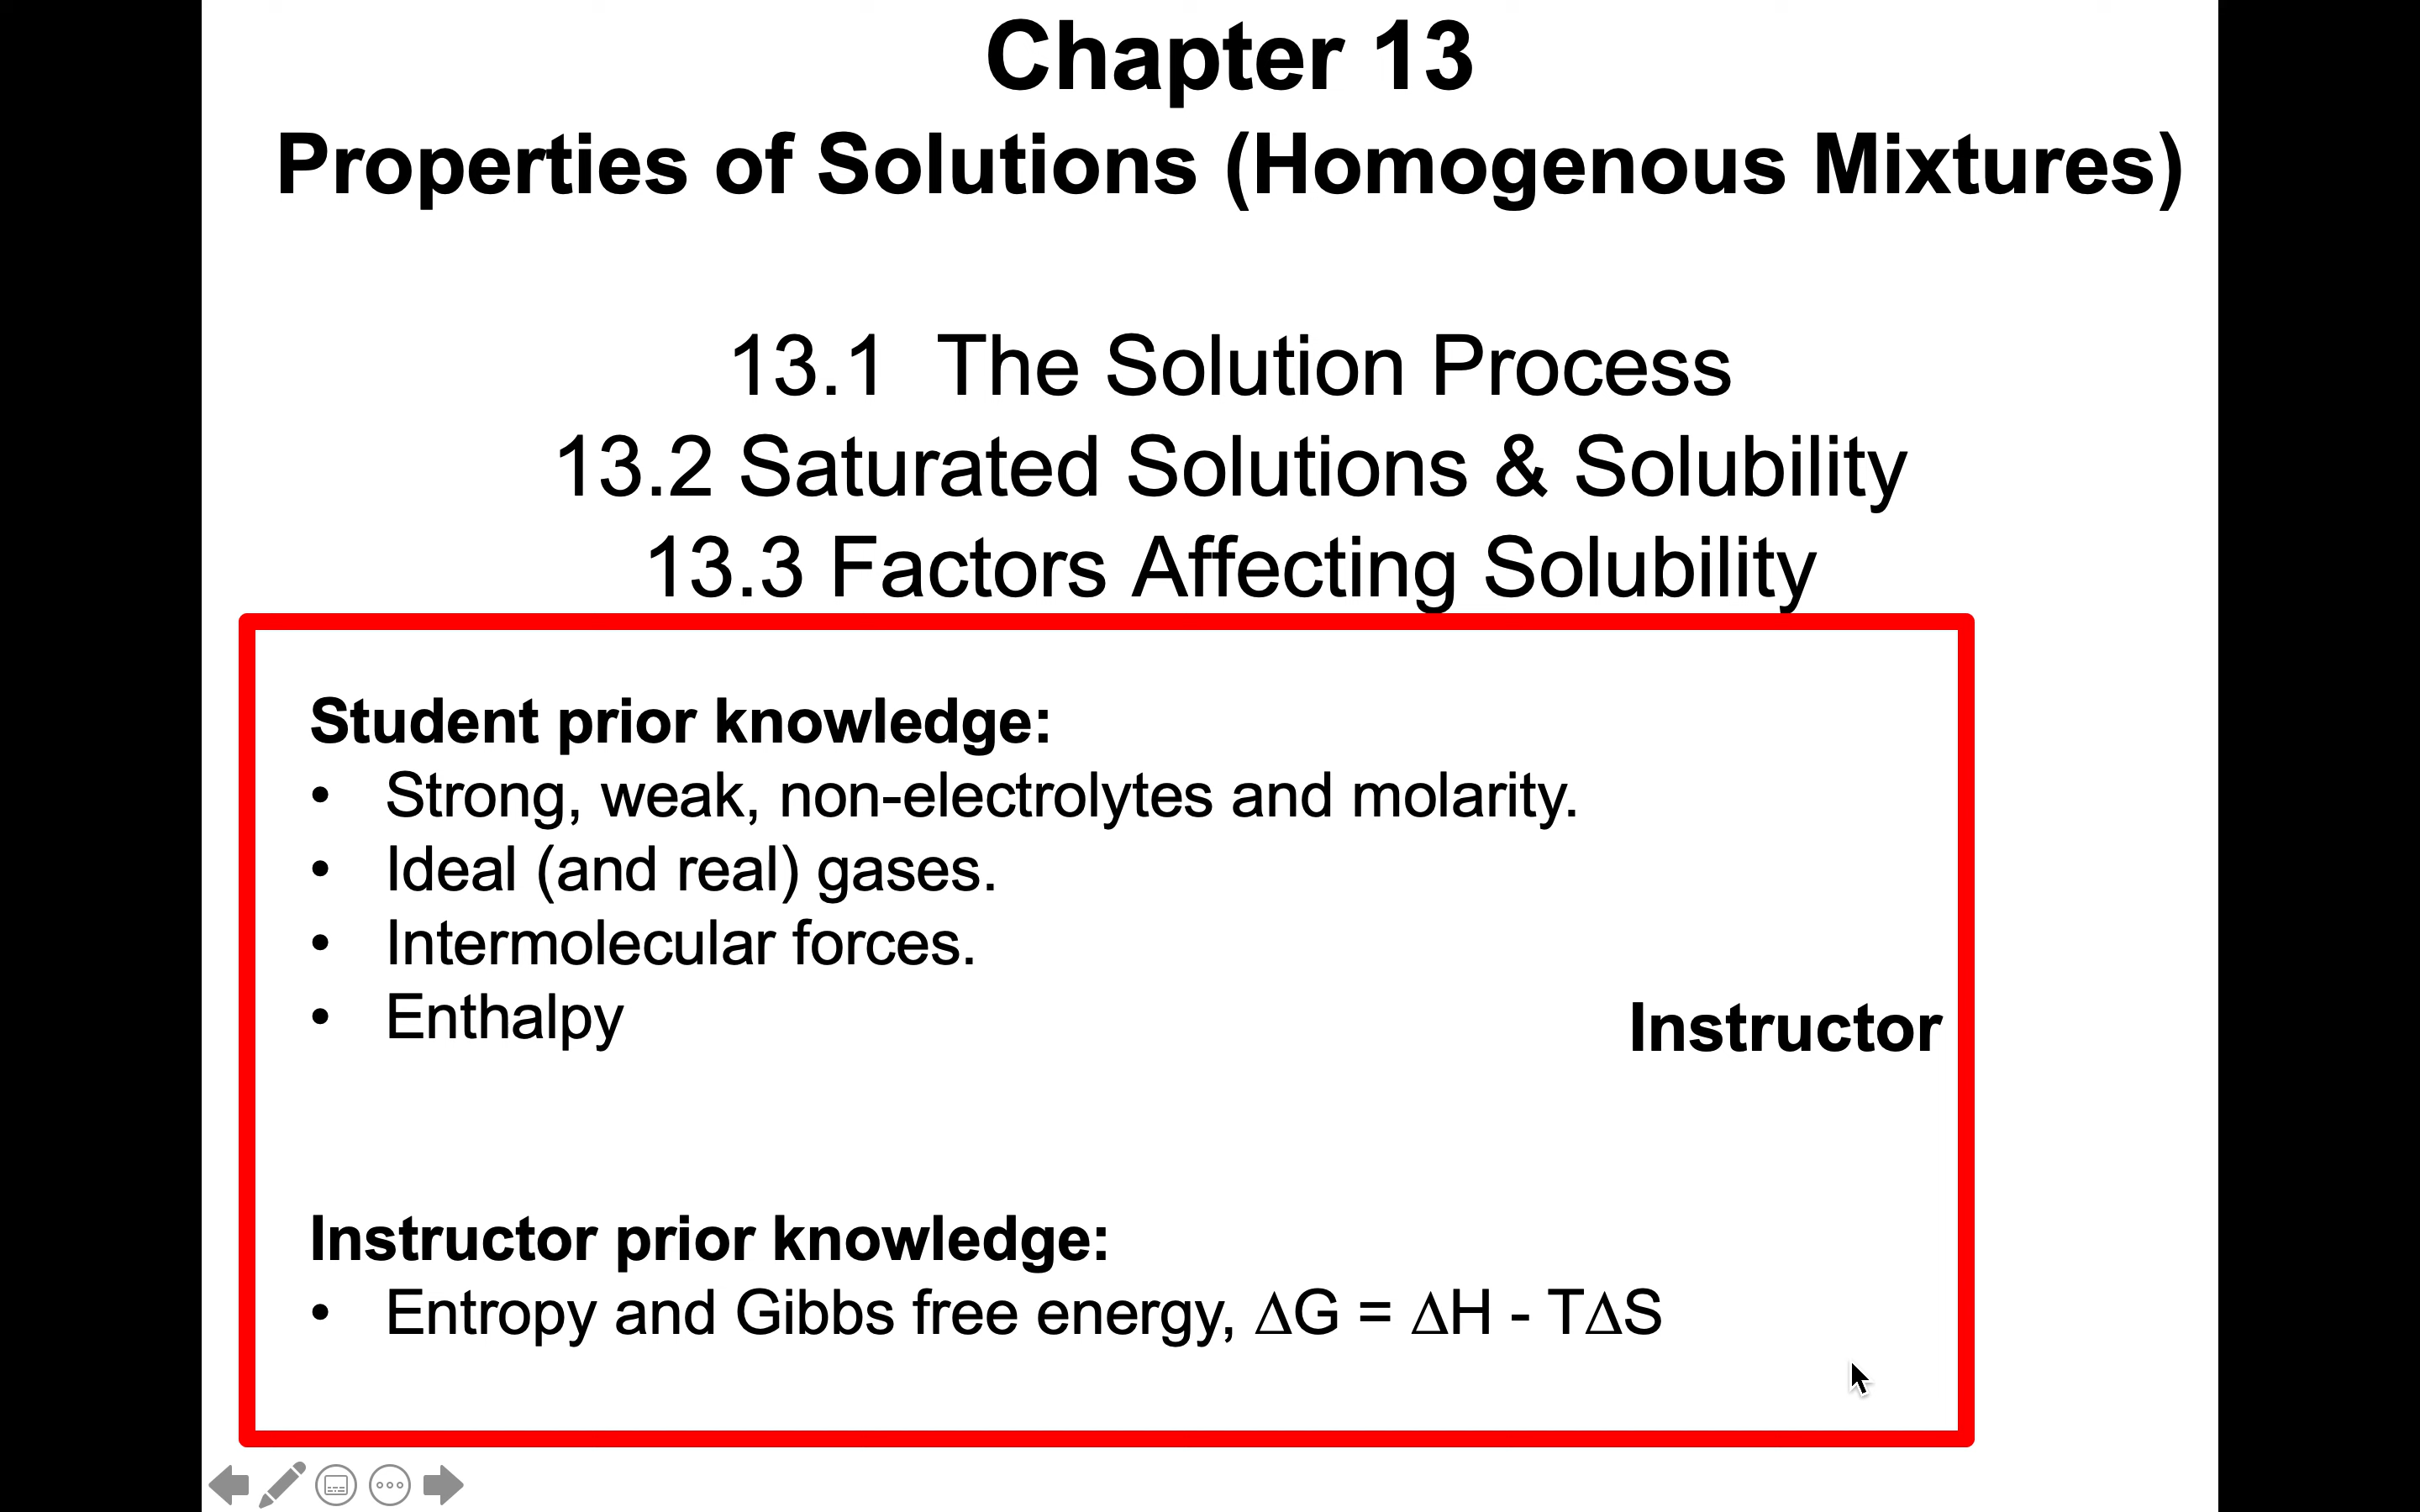 Chapter 13
Properties of Solutions (Homogenous Mixtures)
13.1 The Solution Process
13.2 Saturated Solutions & Solubility
13.3 Factors Affecting Solubility
Student prior knowledge:
• Strong, weak, non-electrolytes and molarity.
• Ideal (and real) gases.
• Intermolecular forces.
• Enthalpy
Instructor
Instructor prior knowledge:
• Entropy and Gibbs free energy, ΔG = ΔH - TΔS